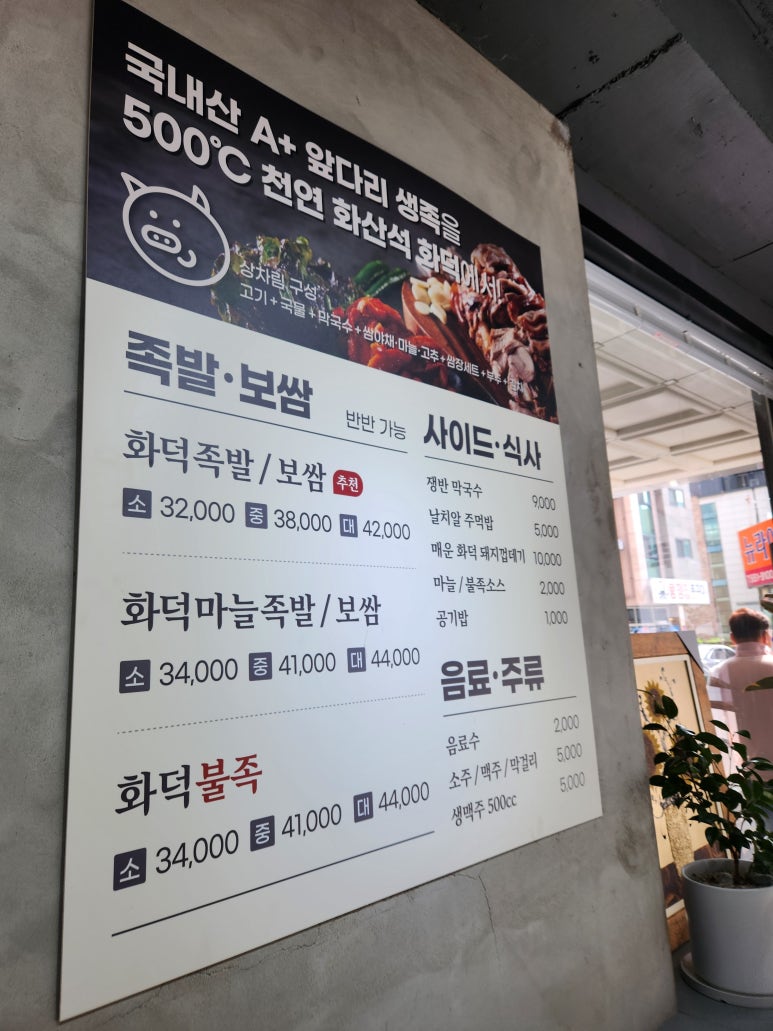 국내산 A+ 앞다리 생족을
500℃ 천연 화산석 화덕에서!
상차림 구성
고기 + 국물 + 막국수 + 쌈야채·마늘·고추 + 쌈장세트 + 부추 +
족발·보쌈
반반 가능
화덕족발 / 보쌈 추천
소 32,000 중 38,000 대 42,000
화덕마늘족발 / 보쌈
소 34,000 중 41,000 대 44,000
화덕불족
소 34,000 중 41,000 대 44,000
사이드·식사
쟁반 막국수 9,000
날치알 주먹밥 5,000
매운 화덕 돼지껍데기 10,000
마늘 / 불족소스 2,000
공기밥 1,000
음료·주류
음료수 2,000
소주 / 맥주 / 막걸리 5,000
생맥주 500cc 5,000